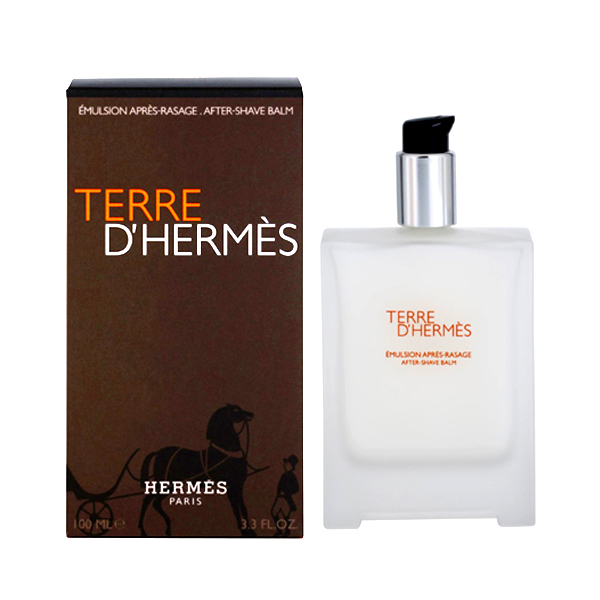 ÉMULSION APRÈS-RASAGE . AFTER-SHAVE BALM
TERRE
D'HERMÈS
HERMÈS
PARIS
100 ML ℮
3.3 FL.OZ.
TERRE
D'HERMÈS
ÉMULSION APRÈS-RASAGE
AFTER-SHAVE BALM